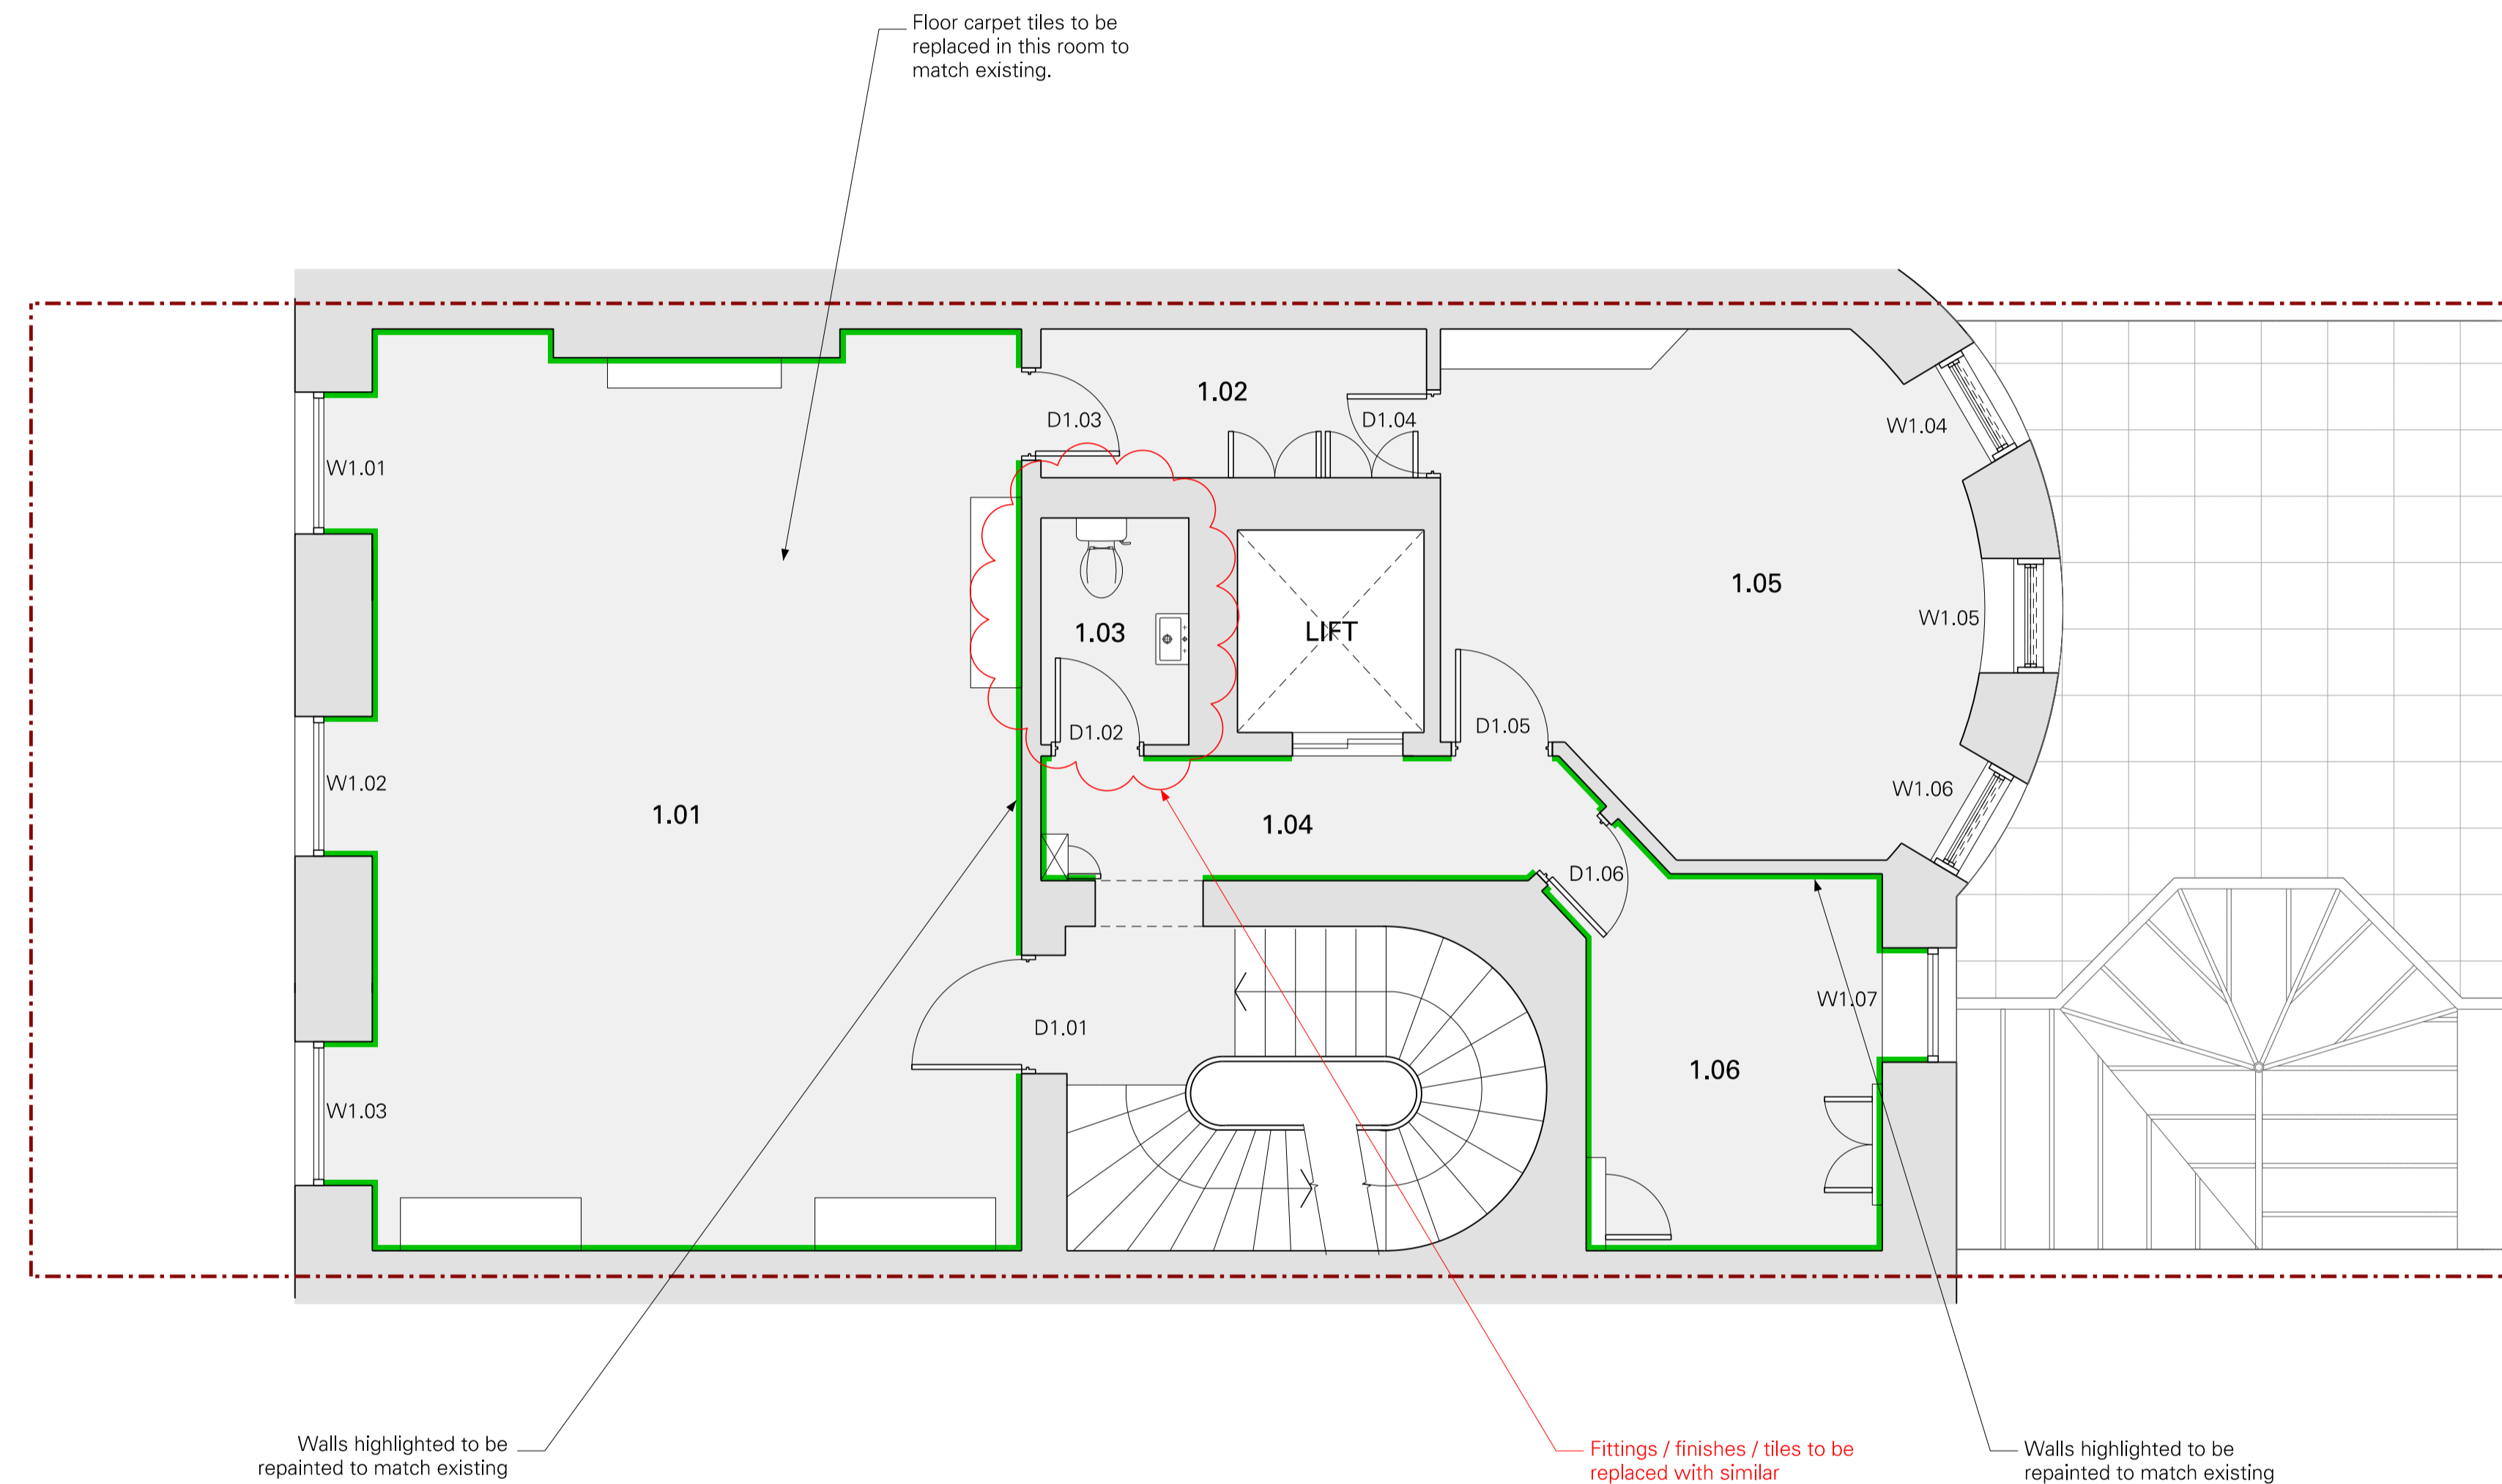 Floor carpet tiles to be
replaced in this room to
match existing.
1.02
D1.03
D1.04
W1.04
W1.01
1.05
W1.05
1.03
LIFT
D1.02
D1.05
W1.02
W1.06
1.01
1.04
D1.06
W1.07
D1.01
1.06
W1.03
Walls highlighted to be
repainted to match existing
Fittings / finishes / tiles to be
replaced with similar
Walls highlighted to be
repainted to match existing